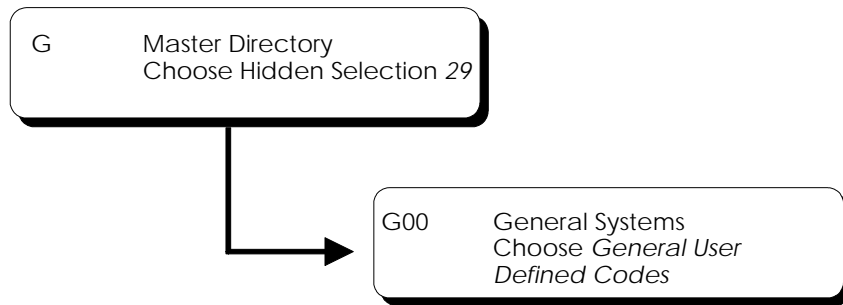 G Master Directory
Choose Hidden Selection 29
G00 General Systems
Choose General User
Defined Codes